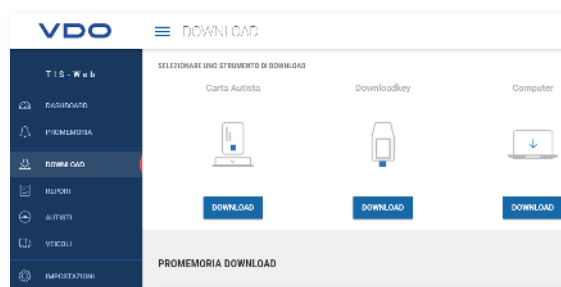 VDO
DOWNLOAD
TIS-Web
DASHBOARD
PROMEMORIA
DOWNLOAD
REPORT
AUTISTI
VEICOLI
IMPOSTAZIONI
SELEZIONARE UNO STRUMENTO DI DOWNLOAD
Carta Autista
Downloadkey
Computer
DOWNLOAD
DOWNLOAD
DOWNLOAD
PROMEMORIA DOWNLOAD